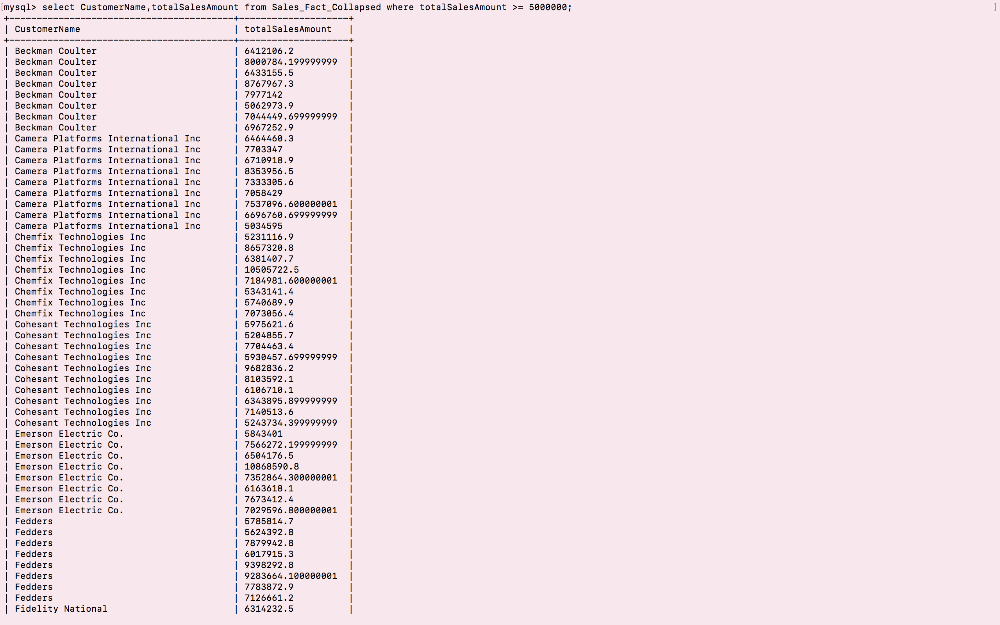 [mysql> select CustomerName,totalSalesAmount from Sales_Fact_Collapsed where totalSalesAmount >= 5000000; ]
+-----------------------------------------+--------------------+
| CustomerName                            | totalSalesAmount   |
+-----------------------------------------+--------------------+
| Beckman Coulter                         | 6412106.2          |
| Beckman Coulter                         | 8000784.199999999  |
| Beckman Coulter                         | 6433155.5          |
| Beckman Coulter                         | 8767967.3          |
| Beckman Coulter                         | 7977142            |
| Beckman Coulter                         | 5062973.9          |
| Beckman Coulter                         | 7044449.699999999  |
| Beckman Coulter                         | 6967252.9          |
| Camera Platforms International Inc      | 6464460.3          |
| Camera Platforms International Inc      | 7703347            |
| Camera Platforms International Inc      | 6710918.9          |
| Camera Platforms International Inc      | 8353956.5          |
| Camera Platforms International Inc      | 7333305.6          |
| Camera Platforms International Inc      | 7058429            |
| Camera Platforms International Inc      | 7537096.600000001  |
| Camera Platforms International Inc      | 6696760.699999999  |
| Camera Platforms International Inc      | 5034595            |
| Chemfix Technologies Inc                | 5231116.9          |
| Chemfix Technologies Inc                | 8657320.8          |
| Chemfix Technologies Inc                | 6381407.7          |
| Chemfix Technologies Inc                | 10505722.5         |
| Chemfix Technologies Inc                | 7184981.600000001  |
| Chemfix Technologies Inc                | 5343141.4          |
| Chemfix Technologies Inc                | 5740689.9          |
| Chemfix Technologies Inc                | 7073056.4          |
| Cohesant Technologies Inc               | 5975621.6          |
| Cohesant Technologies Inc               | 5204855.7          |
| Cohesant Technologies Inc               | 7704463.4          |
| Cohesant Technologies Inc               | 5930457.699999999  |
| Cohesant Technologies Inc               | 9682836.2          |
| Cohesant Technologies Inc               | 8103592.1          |
| Cohesant Technologies Inc               | 6106710.1          |
| Cohesant Technologies Inc               | 6343895.899999999  |
| Cohesant Technologies Inc               | 7140513.6          |
| Cohesant Technologies Inc               | 5243734.399999999  |
| Emerson Electric Co.                    | 5843401            |
| Emerson Electric Co.                    | 7566272.199999999  |
| Emerson Electric Co.                    | 6504176.5          |
| Emerson Electric Co.                    | 10868590.8         |
| Emerson Electric Co.                    | 7352864.300000001  |
| Emerson Electric Co.                    | 6163618.1          |
| Emerson Electric Co.                    | 7673412.4          |
| Emerson Electric Co.                    | 7029596.800000001  |
| Fedders                                 | 5785814.7          |
| Fedders                                 | 5624392.8          |
| Fedders                                 | 7879942.8          |
| Fedders                                 | 6017915.3          |
| Fedders                                 | 9398292.8          |
| Fedders                                 | 9283664.100000001  |
| Fedders                                 | 7783872.9          |
| Fedders                                 | 7126661.2          |
| Fidelity National                       | 6314232.5          |